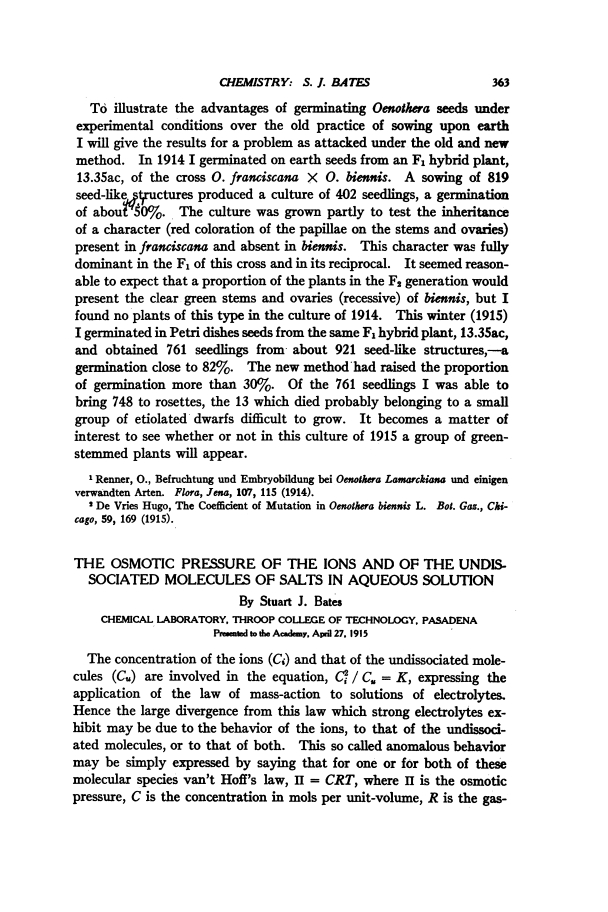 CHEMISTRY: S. J. BATES 363
To illustrate the advantages of germinating Oenothera seeds under
experimental conditions over the old practice of sowing upon earth
I will give the results for a problem as attacked under the old and new
method. In 1914 I germinated on earth seeds from an F₁ hybrid plant,
13.35ac, of the cross O. franciscana × O. biennis. A sowing of 819
seed-like structures produced a culture of 402 seedlings, a germination
of about 50%. The culture was grown partly to test the inheritance
of a character (red coloration of the papillae on the stems and ovaries)
present in franciscana and absent in biennis. This character was fully
dominant in the F₁ of this cross and in its reciprocal. It seemed reason-
able to expect that a proportion of the plants in the F₂ generation would
present the clear green stems and ovaries (recessive) of biennis, but I
found no plants of this type in the culture of 1914. This winter (1915)
I germinated in Petri dishes seeds from the same F₁ hybrid plant, 13.35ac,
and obtained 761 seedlings from about 921 seed-like structures,—a
germination close to 82%. The new method had raised the proportion
of germination more than 30%. Of the 761 seedlings I was able to
bring 748 to rosettes, the 13 which died probably belonging to a small
group of etiolated dwarfs difficult to grow. It becomes a matter of
interest to see whether or not in this culture of 1915 a group of green-
stemmed plants will appear.
¹ Renner, O., Befruchtung und Embryobildung bei Oenothera Lamarckiana und einigen
verwandten Arten. Flora, Jena, 107, 115 (1914).
² De Vries Hugo, The Coefficient of Mutation in Oenothera biennis L. Bot. Gaz., Chi-
cago, 59, 169 (1915).
THE OSMOTIC PRESSURE OF THE IONS AND OF THE UNDIS-
SOCIATED MOLECULES OF SALTS IN AQUEOUS SOLUTION
By Stuart J. Bates
CHEMICAL LABORATORY, THROOP COLLEGE OF TECHNOLOGY, PASADENA
Presented to the Academy, April 27, 1915
The concentration of the ions (Cᵢ) and that of the undissociated mole-
cules (Cᵤ) are involved in the equation, Cᵢ² / Cᵤ = K, expressing the
application of the law of mass-action to solutions of electrolytes.
Hence the large divergence from this law which strong electrolytes ex-
hibit may be due to the behavior of the ions, to that of the undissoci-
ated molecules, or to that of both. This so called anomalous behavior
may be simply expressed by saying that for one or for both of these
molecular species van't Hoff's law, Π = CRT, where Π is the osmotic
pressure, C is the concentration in mols per unit-volume, R is the gas-